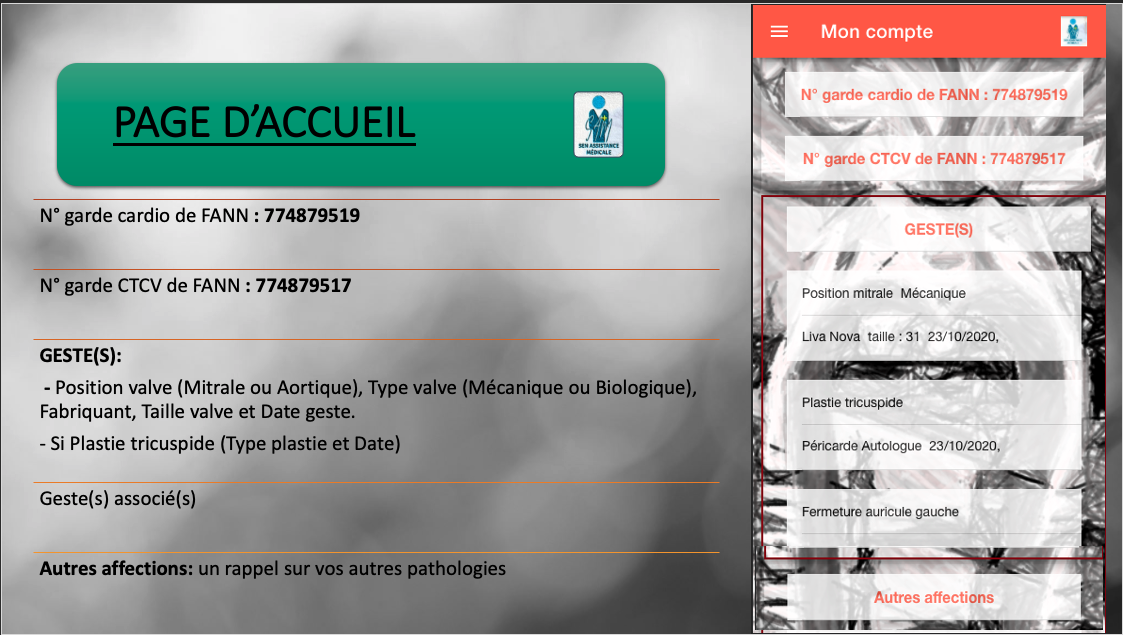 PAGE D'ACCUEIL
SEN ASSISTANCE
MÉDICALE
N° garde cardio de FANN : 774879519
N° garde CTCV de FANN : 774879517
GESTE(S):
- Position valve (Mitrale ou Aortique), Type valve (Mécanique ou Biologique),
Fabriquant, Taille valve et Date geste.
- Si Plastie tricuspide (Type plastie et Date)
Geste(s) associé(s)
Autres affections: un rappel sur vos autres pathologies
Mon compte
N° garde cardio de FANN : 774879519
N° garde CTCV de FANN : 774879517
GESTE(S)
Position mitrale Mécanique
Liva Nova taille : 31 23/10/2020,
Plastie tricuspide
Péricarde Autologue 23/10/2020,
Fermeture auricule gauche
Autres affections